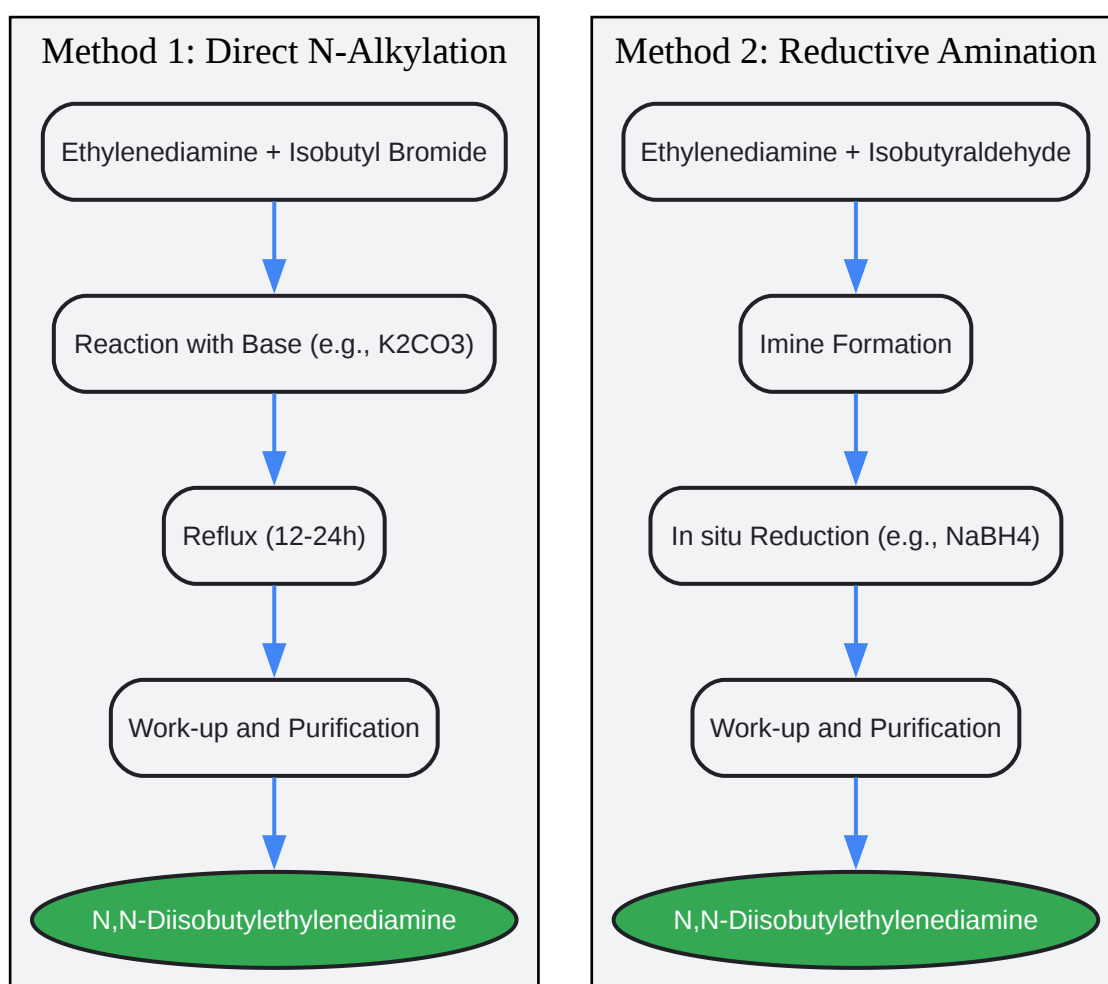 Method 1: Direct N-Alkylation
Ethylenediamine + Isobutyl Bromide
Reaction with Base (e.g., K2CO3)
Reflux (12-24h)
Work-up and Purification
N,N-Diisobutylethylenediamine
Method 2: Reductive Amination
Ethylenediamine + Isobutyraldehyde
Imine Formation
In situ Reduction (e.g., NaBH4)
Work-up and Purification
N,N-Diisobutylethylenediamine